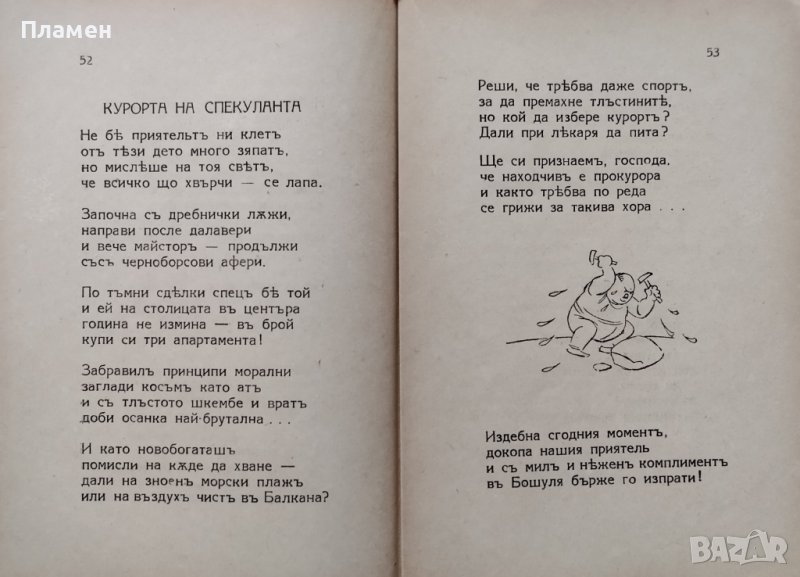 Пламен
52
КУРОРТА НА СПЕКУЛАНТА
Не бѣ приятельтъ ни клетъ
отъ тѣзи дето много зяпатъ,
но мислѣше на тоя свѣтъ,
че всичко що хвърчи — се лапа.
Започна съ дребнички лѫжи,
направи после далавери
и вече майсторъ — продължи
съсъ черноборсови афери.
По тъмни сдѣлки спецъ бѣ той
и ей на столицата въ центъра
година не измина — въ брой
купи си три апартамента!
Забравилъ принципи морални
заглади косъмъ като атъ
и съ тлъстото шкембе и вратъ
доби осанка най-брутална . . .
И като новобогаташъ
помисли на кѫде да хване —
дали на зноенъ морски плажъ
или на въздухъ чистъ въ Балкана?
53
Реши, че трѣбва даже спортъ,
за да премахне тлъстинитѣ,
но кой да избере курортъ?
Дали при лѣкаря да пита?
Ще си признаемъ, господа,
че находчивъ е прокурора
и както трѣбва по реда
се грижи за такива хора . . .
Издебна сгодния моментъ,
докопа нашия приятель
и съ милъ и нѣженъ комплиментъ
въ Бошуля бърже го изпрати!
BAZAR